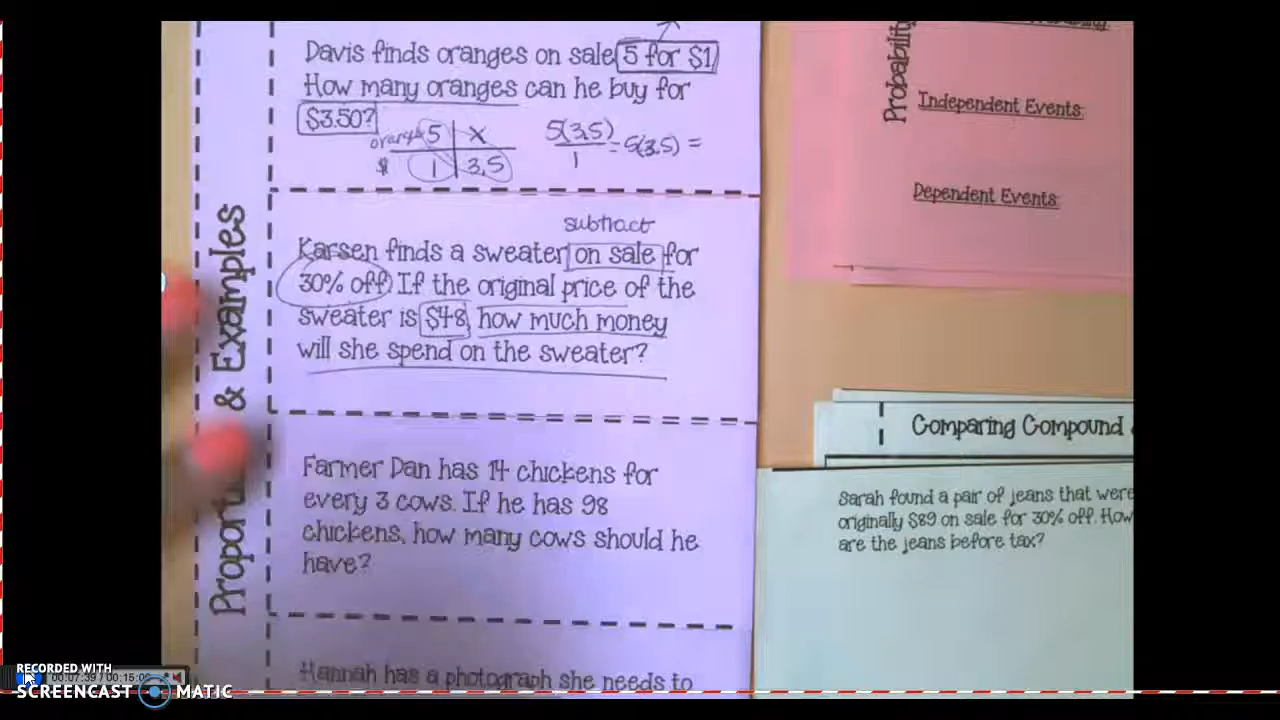 Davis finds oranges on sale 5 for $1.
How many oranges can he buy for
$3.50?
oranges 5 x
$ 1 3.5
5(3.5)
1
= 5(3.5) =
subtract
Karsen finds a sweater on sale for
30% off. If the original price of the
sweater is $48, how much money
will she spend on the sweater?
Farmer Dan has 14 chickens for
every 3 cows. If he has 98
chickens, how many cows should he
have?
Hannah has a photograph she needs to
& Examples
Probability
Independent Events:
Dependent Events:
Comparing Compound
Sarah found a pair of jeans that were
originally $89 on sale for 30% off. How
are the jeans before tax?
RECORDED WITH
SCREENCAST MATIC